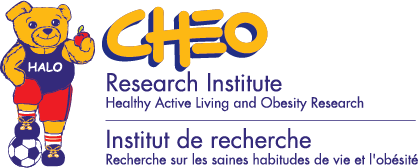 HALO
CHEO
Research Institute
Healthy Active Living and Obesity Research
Institut de recherche
Recherche sur les saines habitudes de vie et l'obésité